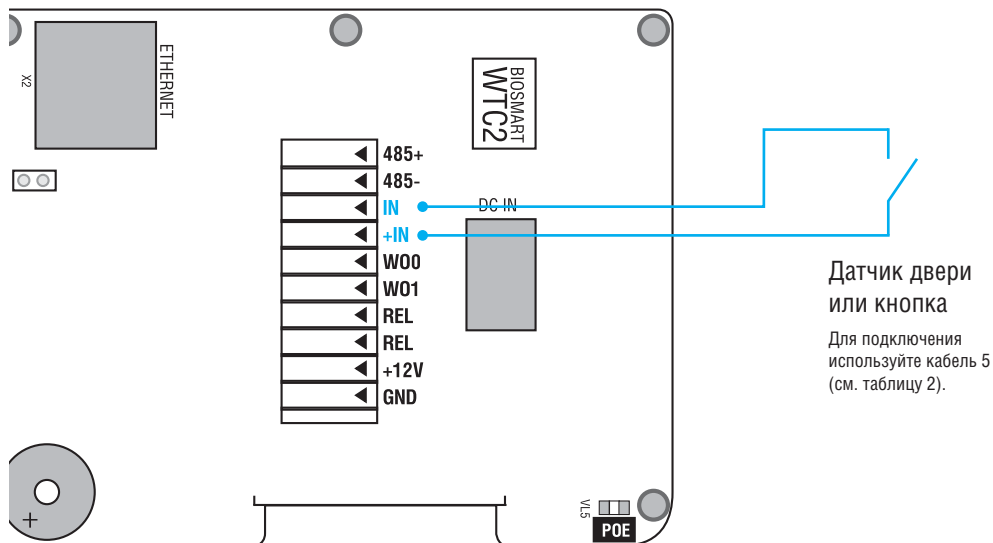 X2
ETHERNET
BIOSMART
WTC2
485+
485-
IN
+IN
DC IN
WO0
WO1
REL
REL
+12V
GND
Датчик двери
или кнопка
Для подключения
используйте кабель 5
(см. таблицу 2).
+
VL5
POE